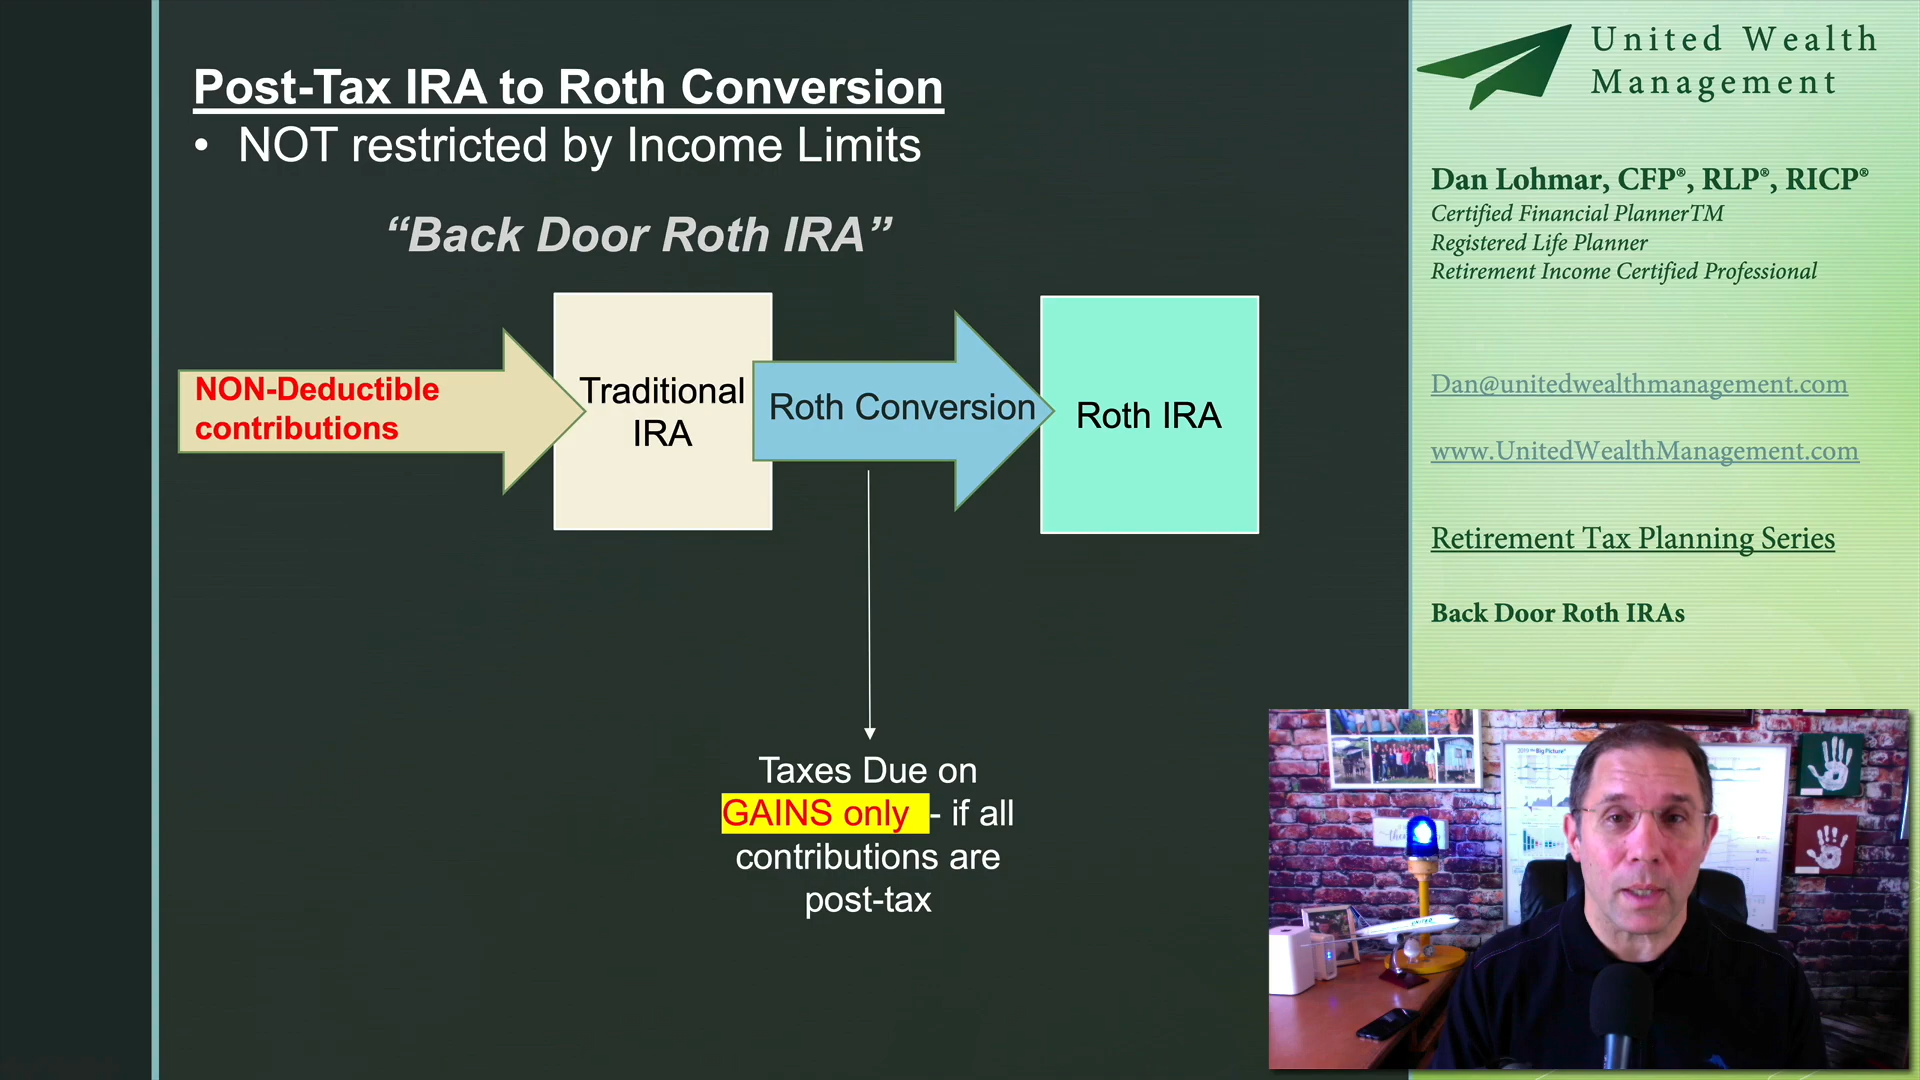 Post-Tax IRA to Roth Conversion
• NOT restricted by Income Limits
“Back Door Roth IRA”
NON-Deductible
contributions
Traditional
IRA
Roth Conversion
Roth IRA
Taxes Due on
GAINS only - if all
contributions are
post-tax
United Wealth
Management
Dan Lohmar, CFP®, RLP®, RICP®
Certified Financial PlannerTM
Registered Life Planner
Retirement Income Certified Professional
Dan@unitedwealthmanagement.com
www.UnitedWealthManagement.com
Retirement Tax Planning Series
Back Door Roth IRAs
Big Picture
UNITED